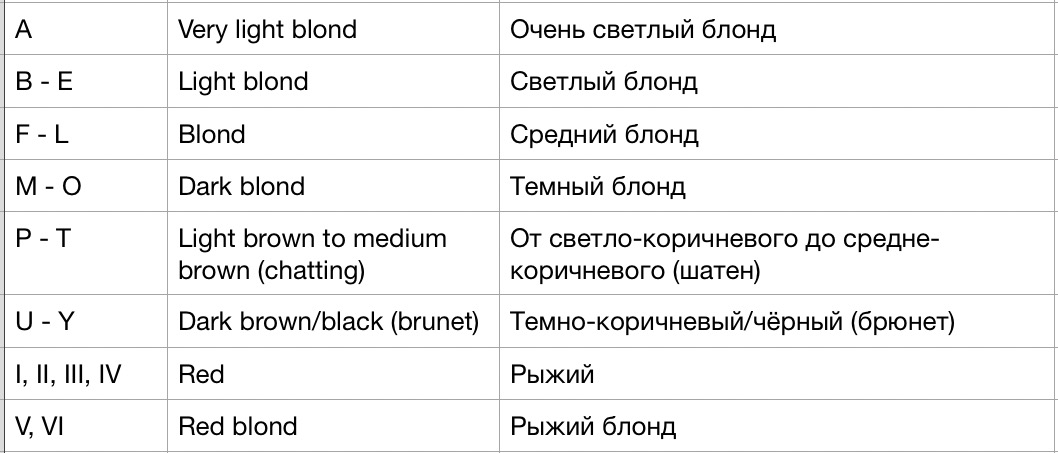 A Very light blond Очень светлый блонд
B - E Light blond Светлый блонд
F - L Blond Средний блонд
M - O Dark blond Темный блонд
P - T Light brown to medium От светло-коричневого до средне-
brown (chatting) коричневого (шатен)
U - Y Dark brown/black (brunet) Темно-коричневый/чёрный (брюнет)
I, II, III, IV Red Рыжий
V, VI Red blond Рыжий блонд